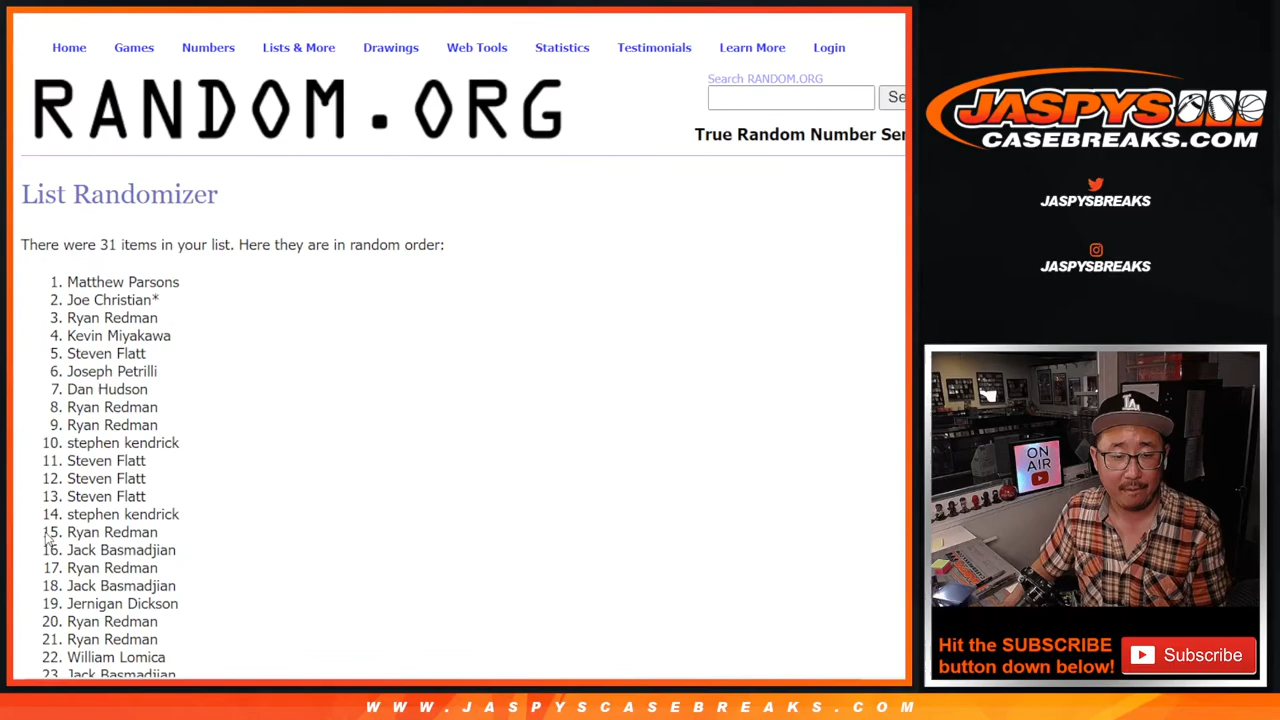 Home Games Numbers Lists & More Drawings Web Tools Statistics Testimonials Learn More Login
Search RANDOM.ORG
RANDOM.ORG
Se
True Random Number Ser
List Randomizer
There were 31 items in your list. Here they are in random order:
1. Matthew Parsons
2. Joe Christian*
3. Ryan Redman
4. Kevin Miyakawa
5. Steven Flatt
6. Joseph Petrilli
7. Dan Hudson
8. Ryan Redman
9. Ryan Redman
10. stephen kendrick
11. Steven Flatt
12. Steven Flatt
13. Steven Flatt
14. stephen kendrick
15. Ryan Redman
16. Jack Basmadjian
17. Ryan Redman
18. Jack Basmadjian
19. Jernigan Dickson
20. Ryan Redman
21. Ryan Redman
22. William Lomica
23. Jack Basmadjian
JASPYS
CASEBREAKS.COM
JASPYSBREAKS
JASPYSBREAKS
LA
ON
AIR
Hit the SUBSCRIBE
button down below!
Subscribe
WWW.JASPYSCASEBREAKS.COM